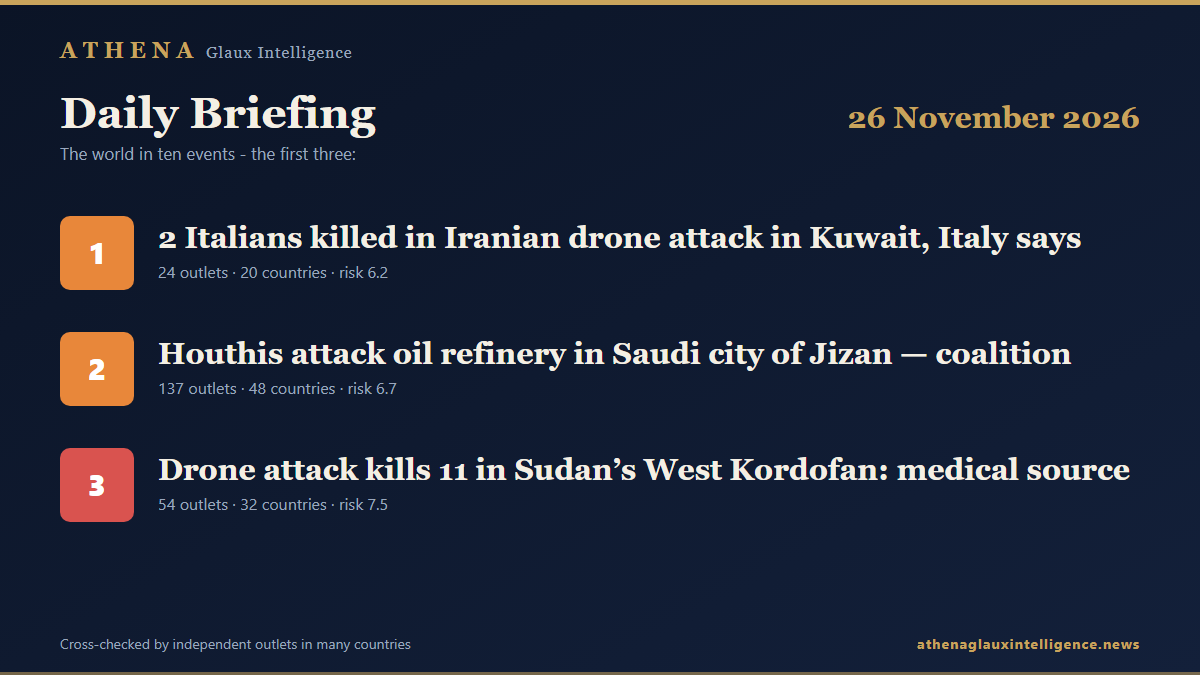 ATHENA Glaux Intelligence
Daily Briefing
26 November 2026
The world in ten events - the first three:
1
2 Italians killed in Iranian drone attack in Kuwait, Italy says
24 outlets · 20 countries · risk 6.2
2
Houthis attack oil refinery in Saudi city of Jizan — coalition
137 outlets · 48 countries · risk 6.7
3
Drone attack kills 11 in Sudan’s West Kordofan: medical source
54 outlets · 32 countries · risk 7.5
Cross-checked by independent outlets in many countries
athenaglauxintelligence.news